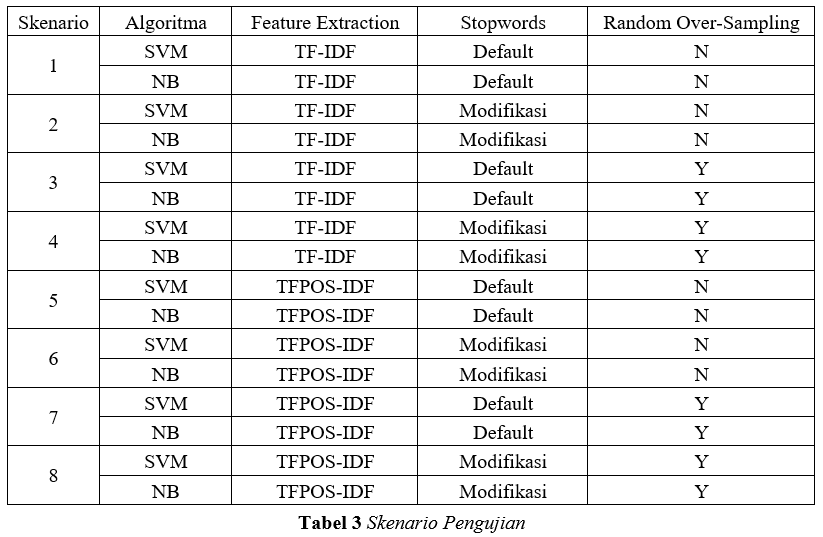 Skenario Algoritma Feature Extraction Stopwords Random Over-Sampling
1 SVM TF-IDF Default N
NB TF-IDF Default N
2 SVM TF-IDF Modifikasi N
NB TF-IDF Modifikasi N
3 SVM TF-IDF Default Y
NB TF-IDF Default Y
4 SVM TF-IDF Modifikasi Y
NB TF-IDF Modifikasi Y
5 SVM TFPOS-IDF Default N
NB TFPOS-IDF Default N
6 SVM TFPOS-IDF Modifikasi N
NB TFPOS-IDF Modifikasi N
7 SVM TFPOS-IDF Default Y
NB TFPOS-IDF Default Y
8 SVM TFPOS-IDF Modifikasi Y
NB TFPOS-IDF Modifikasi Y
Tabel 3 Skenario Pengujian